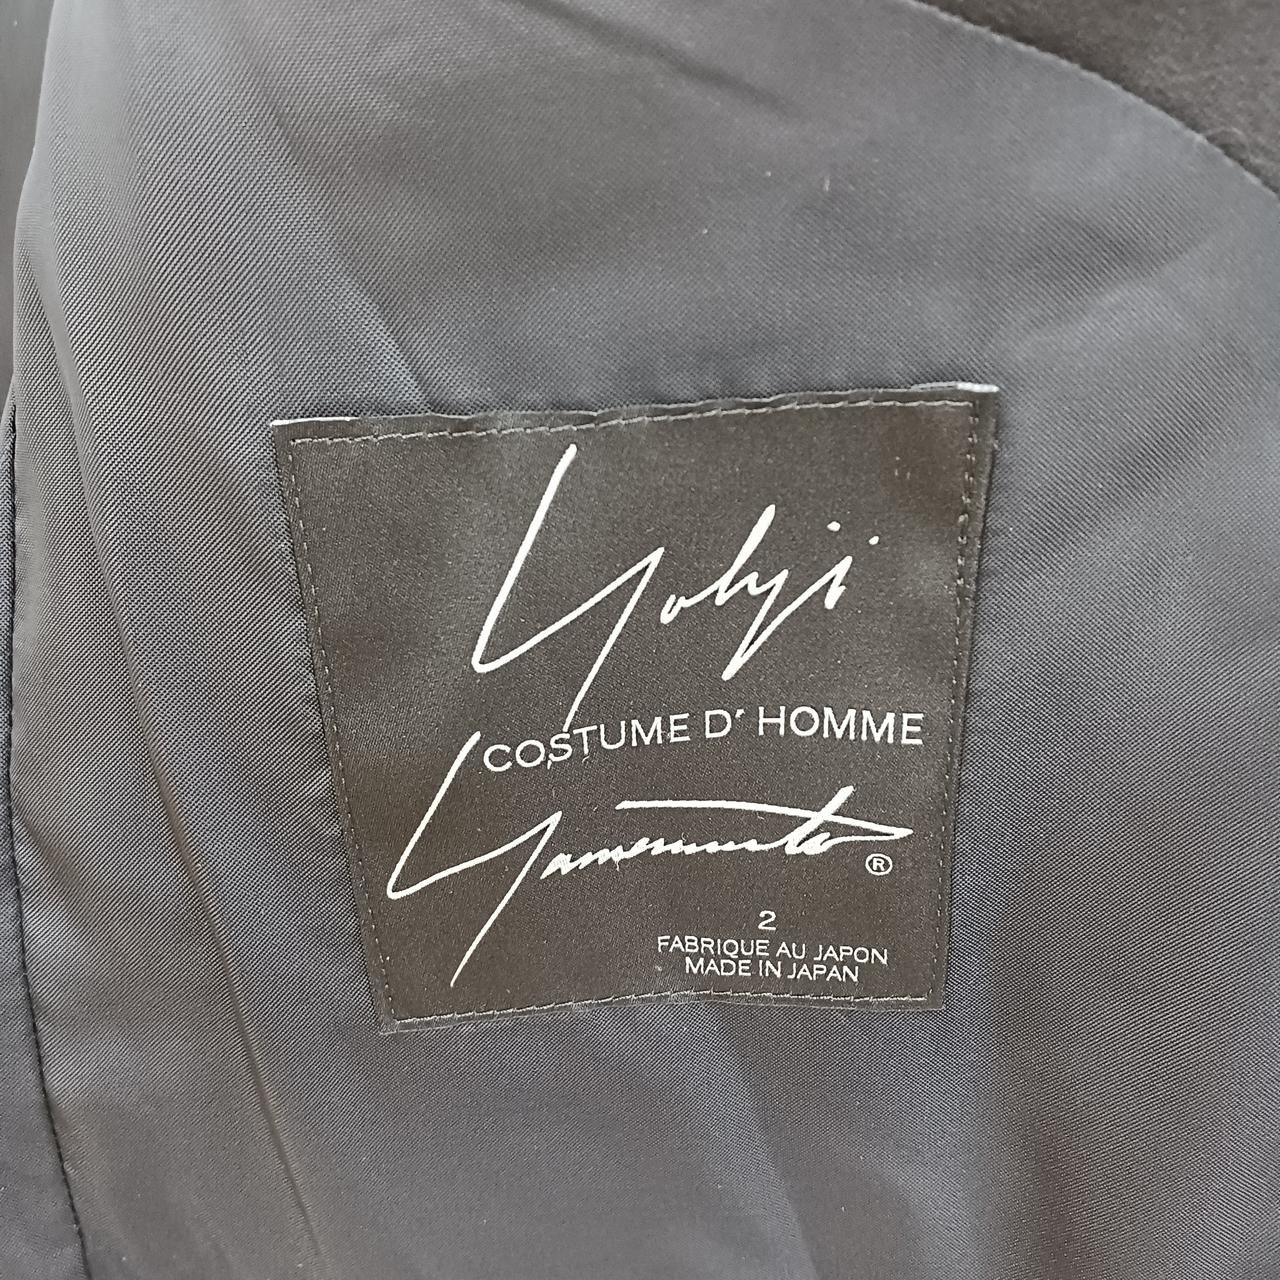 Yohji
COSTUME D' HOMME
Yamamoto ®
2
FABRIQUE AU JAPON
MADE IN JAPAN